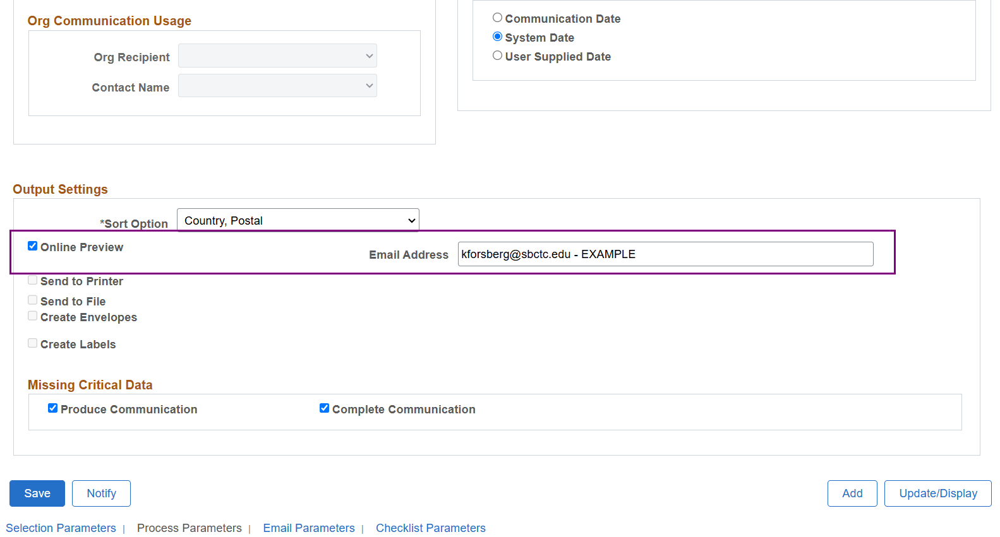 Org Communication Usage
Org Recipient
Contact Name
Communication Date
System Date
User Supplied Date
Output Settings
*Sort Option Country, Postal
Online Preview Email Address kforsberg@sbctc.edu - EXAMPLE
Send to Printer
Send to File
Create Envelopes
Create Labels
Missing Critical Data
Produce Communication Complete Communication
Save Notify Add Update/Display
Selection Parameters | Process Parameters | Email Parameters | Checklist Parameters